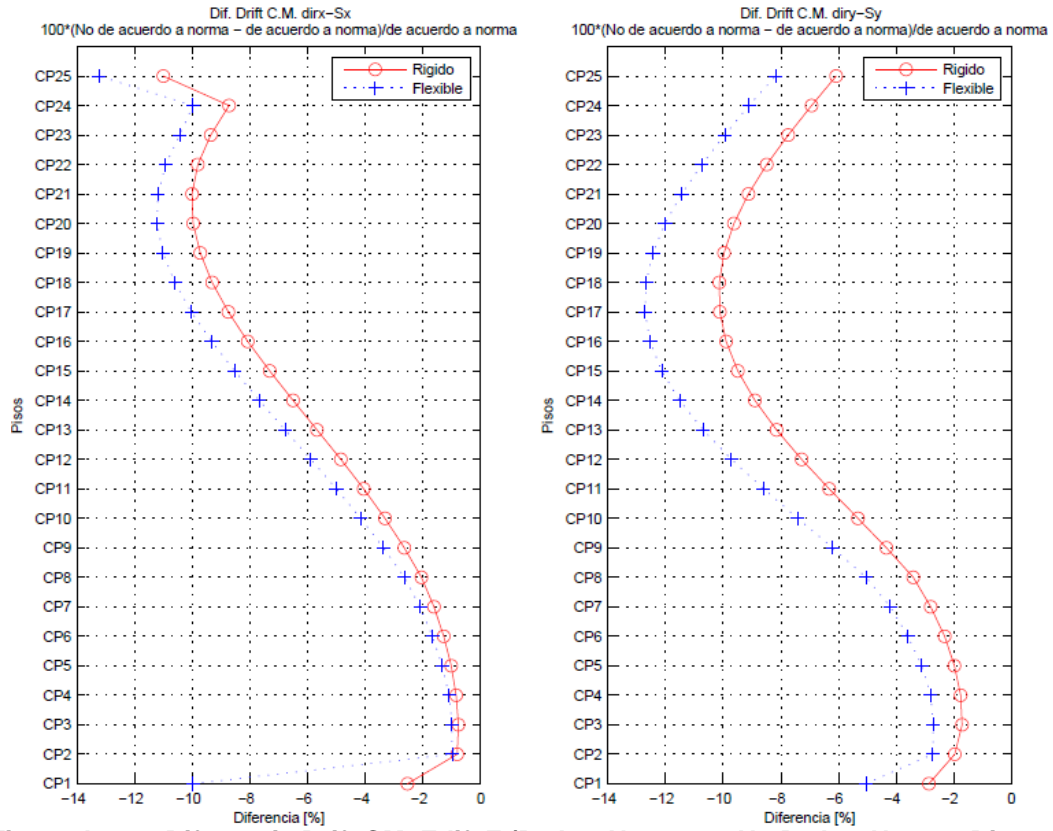 Dif. Drift C.M. dirx−Sx
100*(No de acuerdo a norma − de acuerdo a norma)/de acuerdo a norma
Rigido
Flexible
CP25
CP24
CP23
CP22
CP21
CP20
CP19
CP18
CP17
CP16
CP15
CP14
CP13
CP12
CP11
CP10
CP9
CP8
CP7
CP6
CP5
CP4
CP3
CP2
CP1
Pisos
−14 −12 −10 −8 −6 −4 −2 0
Diferencia [%]
Dif. Drift C.M. diry−Sy
100*(No de acuerdo a norma − de acuerdo a norma)/de acuerdo a norma
Rigido
Flexible
CP25
CP24
CP23
CP22
CP21
CP20
CP19
CP18
CP17
CP16
CP15
CP14
CP13
CP12
CP11
CP10
CP9
CP8
CP7
CP6
CP5
CP4
CP3
CP2
CP1
Pisos
−14 −12 −10 −8 −6 −4 −2 0
Diferencia [%]